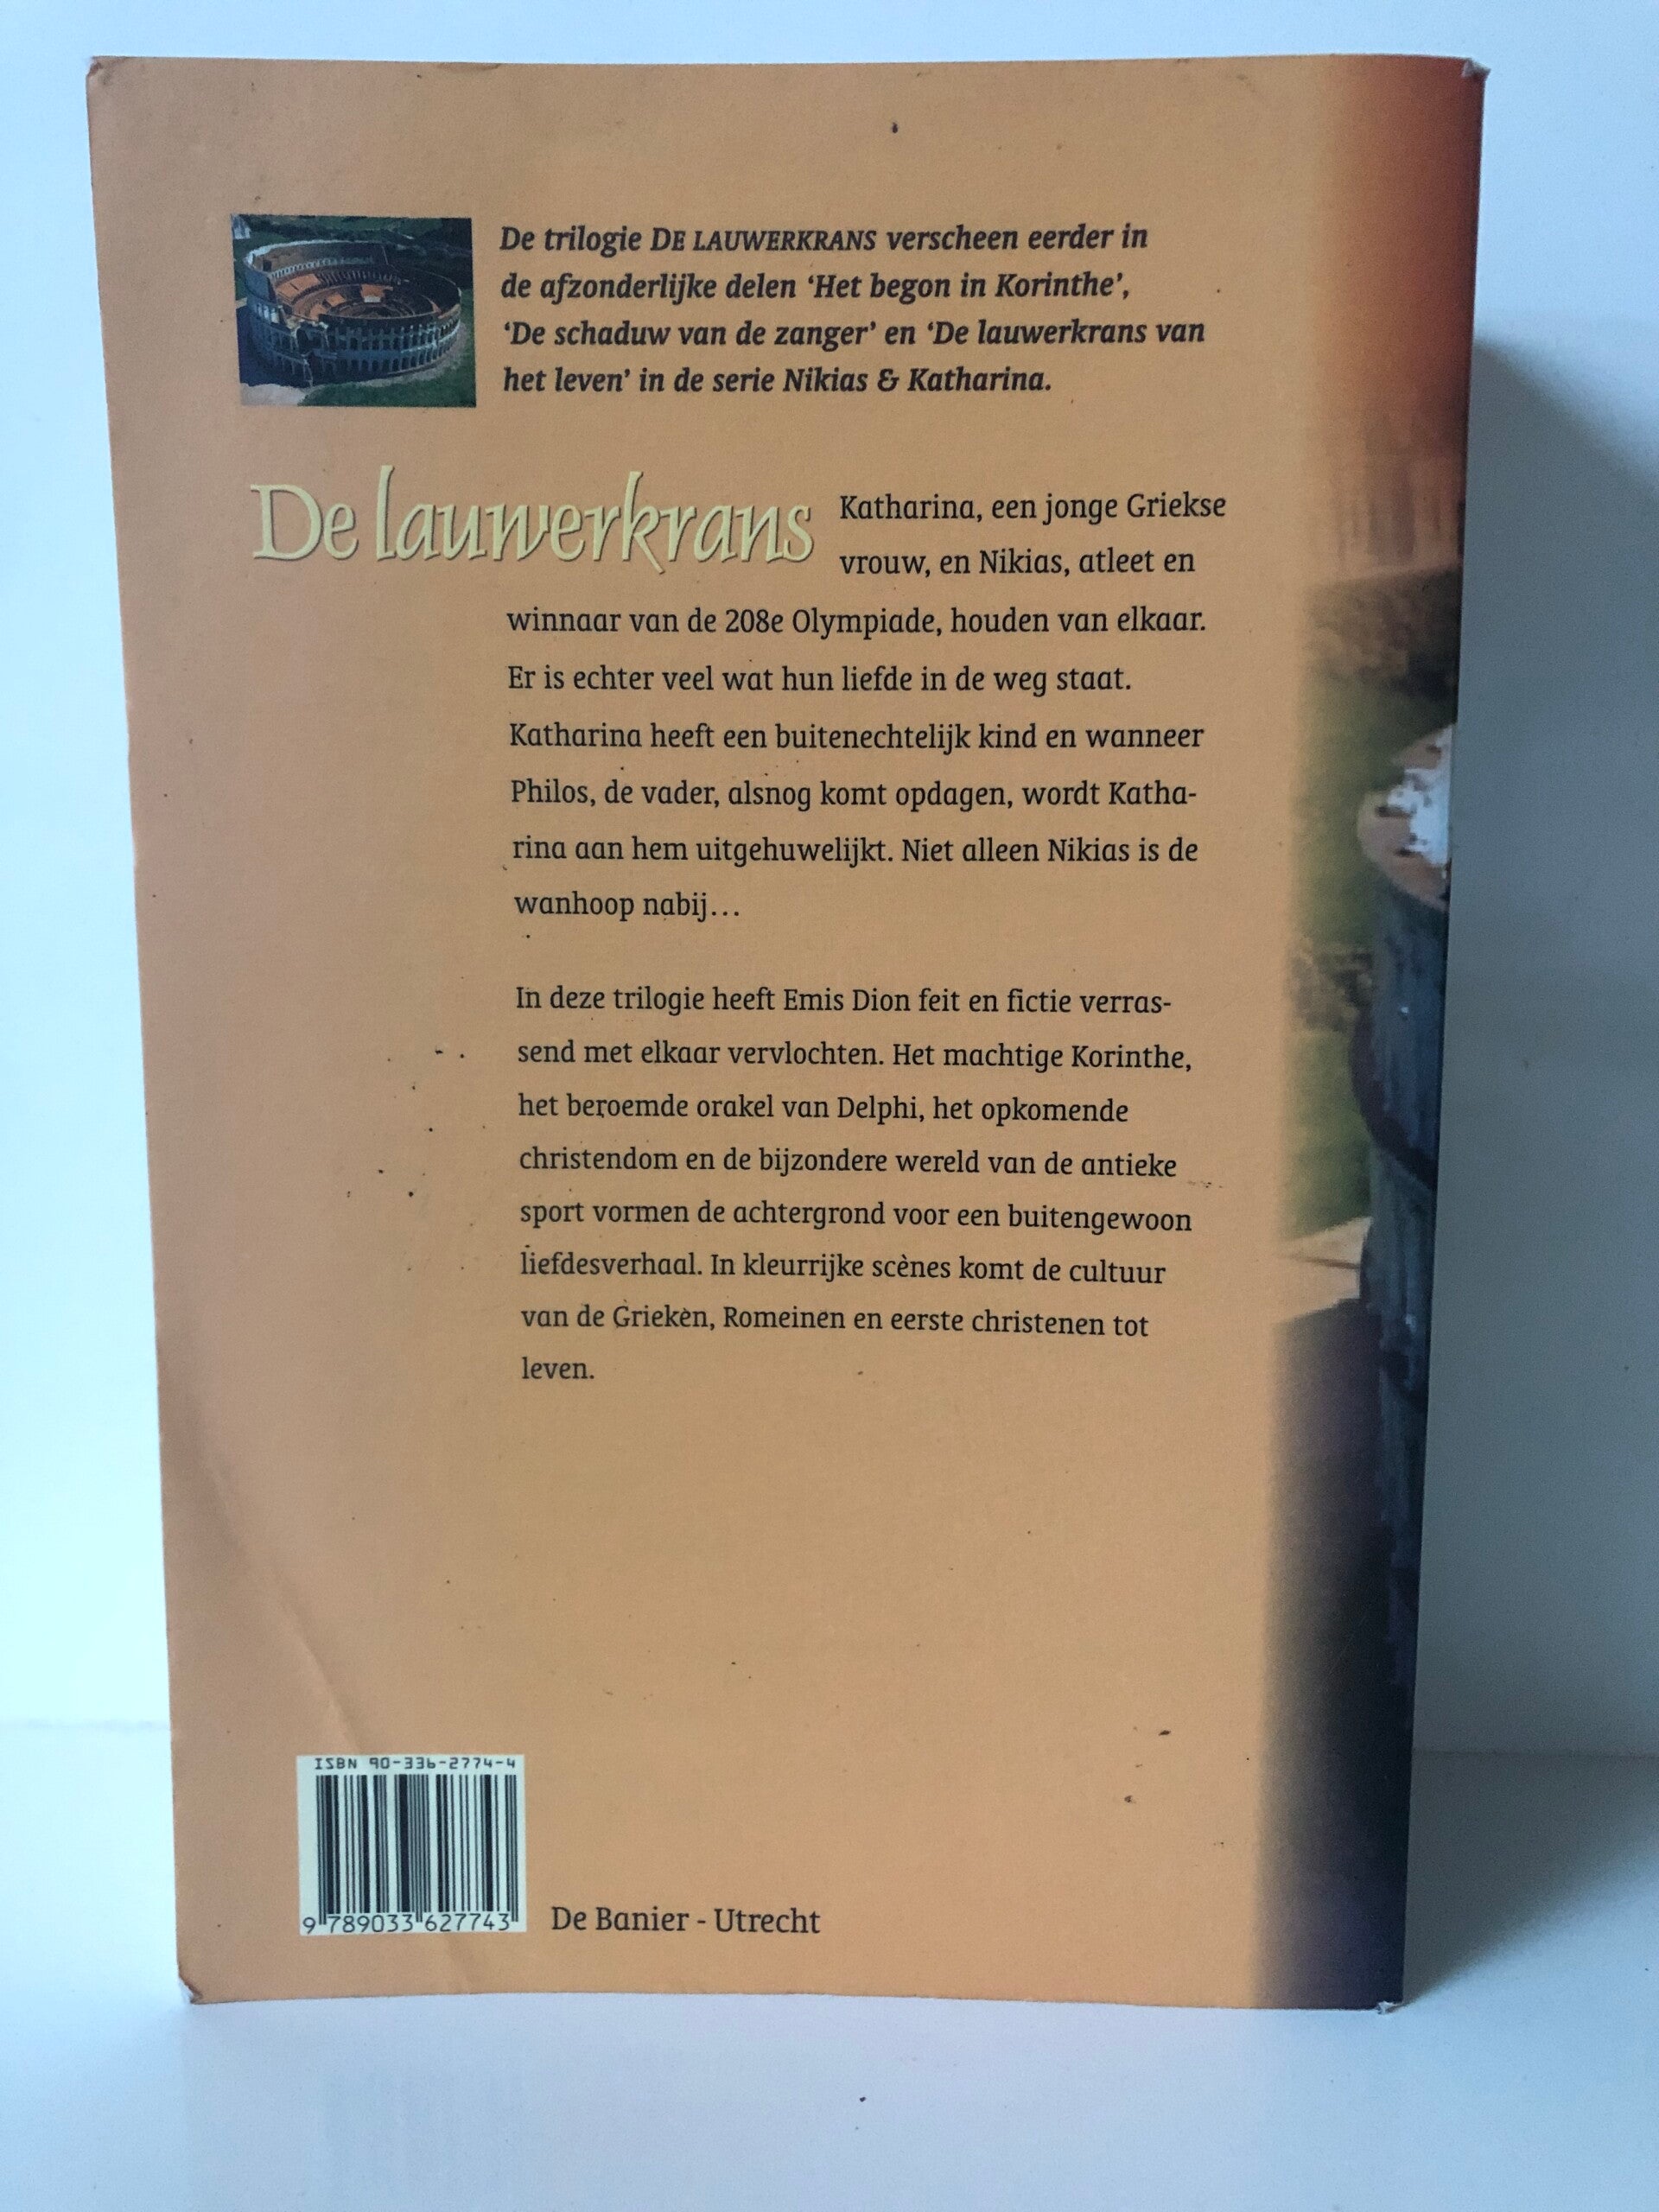 De trilogie DE LAUWERKRANS verscheen eerder in
de afzonderlijke delen ‘Het begon in Korinthe’,
‘De schaduw van de zanger’ en ‘De lauwerkrans van
het leven’ in de serie Nikias & Katharina.
De lauwerkrans
Katharina, een jonge Griekse
vrouw, en Nikias, atleet en
winnaar van de 208e Olympiade, houden van elkaar.
Er is echter veel wat hun liefde in de weg staat.
Katharina heeft een buitenechtelijk kind en wanneer
Philos, de vader, alsnog komt opdagen, wordt Katha-
rina aan hem uitgehuwelijkt. Niet alleen Nikias is de
wanhoop nabij...
In deze trilogie heeft Emis Dion feit en fictie verras-
send met elkaar vervlochten. Het machtige Korinthe,
het beroemde orakel van Delphi, het opkomende
christendom en de bijzondere wereld van de antieke
sport vormen de achtergrond voor een buitengewoon
liefdesverhaal. In kleurrijke scènes komt de cultuur
van de Grieken, Romeinen en eerste christenen tot
leven.
ISBN 90-336-2774-4
9 789033 627743
De Banier - Utrecht